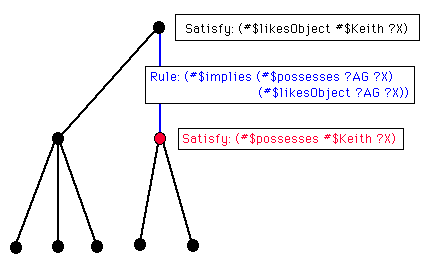 Satisfy: (#$likesObject #$Keith ?X)
Rule: (#$implies (#$possesses ?AG ?X)
(#$likesObject ?AG ?X))
Satisfy: (#$possesses #$Keith ?X)